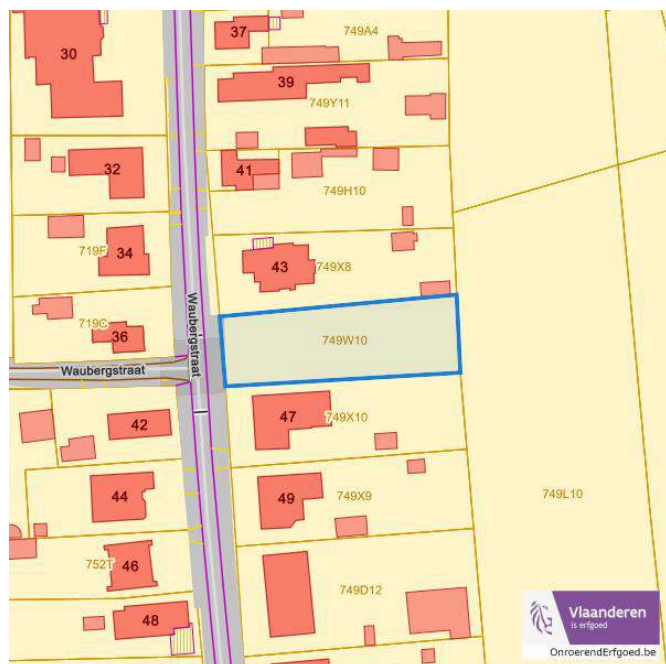 30
37
749A4
39
749Y11
32
41
749H10
719F
34
43
749X8
719C
36
Waubergstraat
749W10
Waubergstraat
42
47
749X10
44
49
749X9
749L10
752T
46
749D12
48
Vlaanderen
is erfgoed
OnroerendErfgoed.be